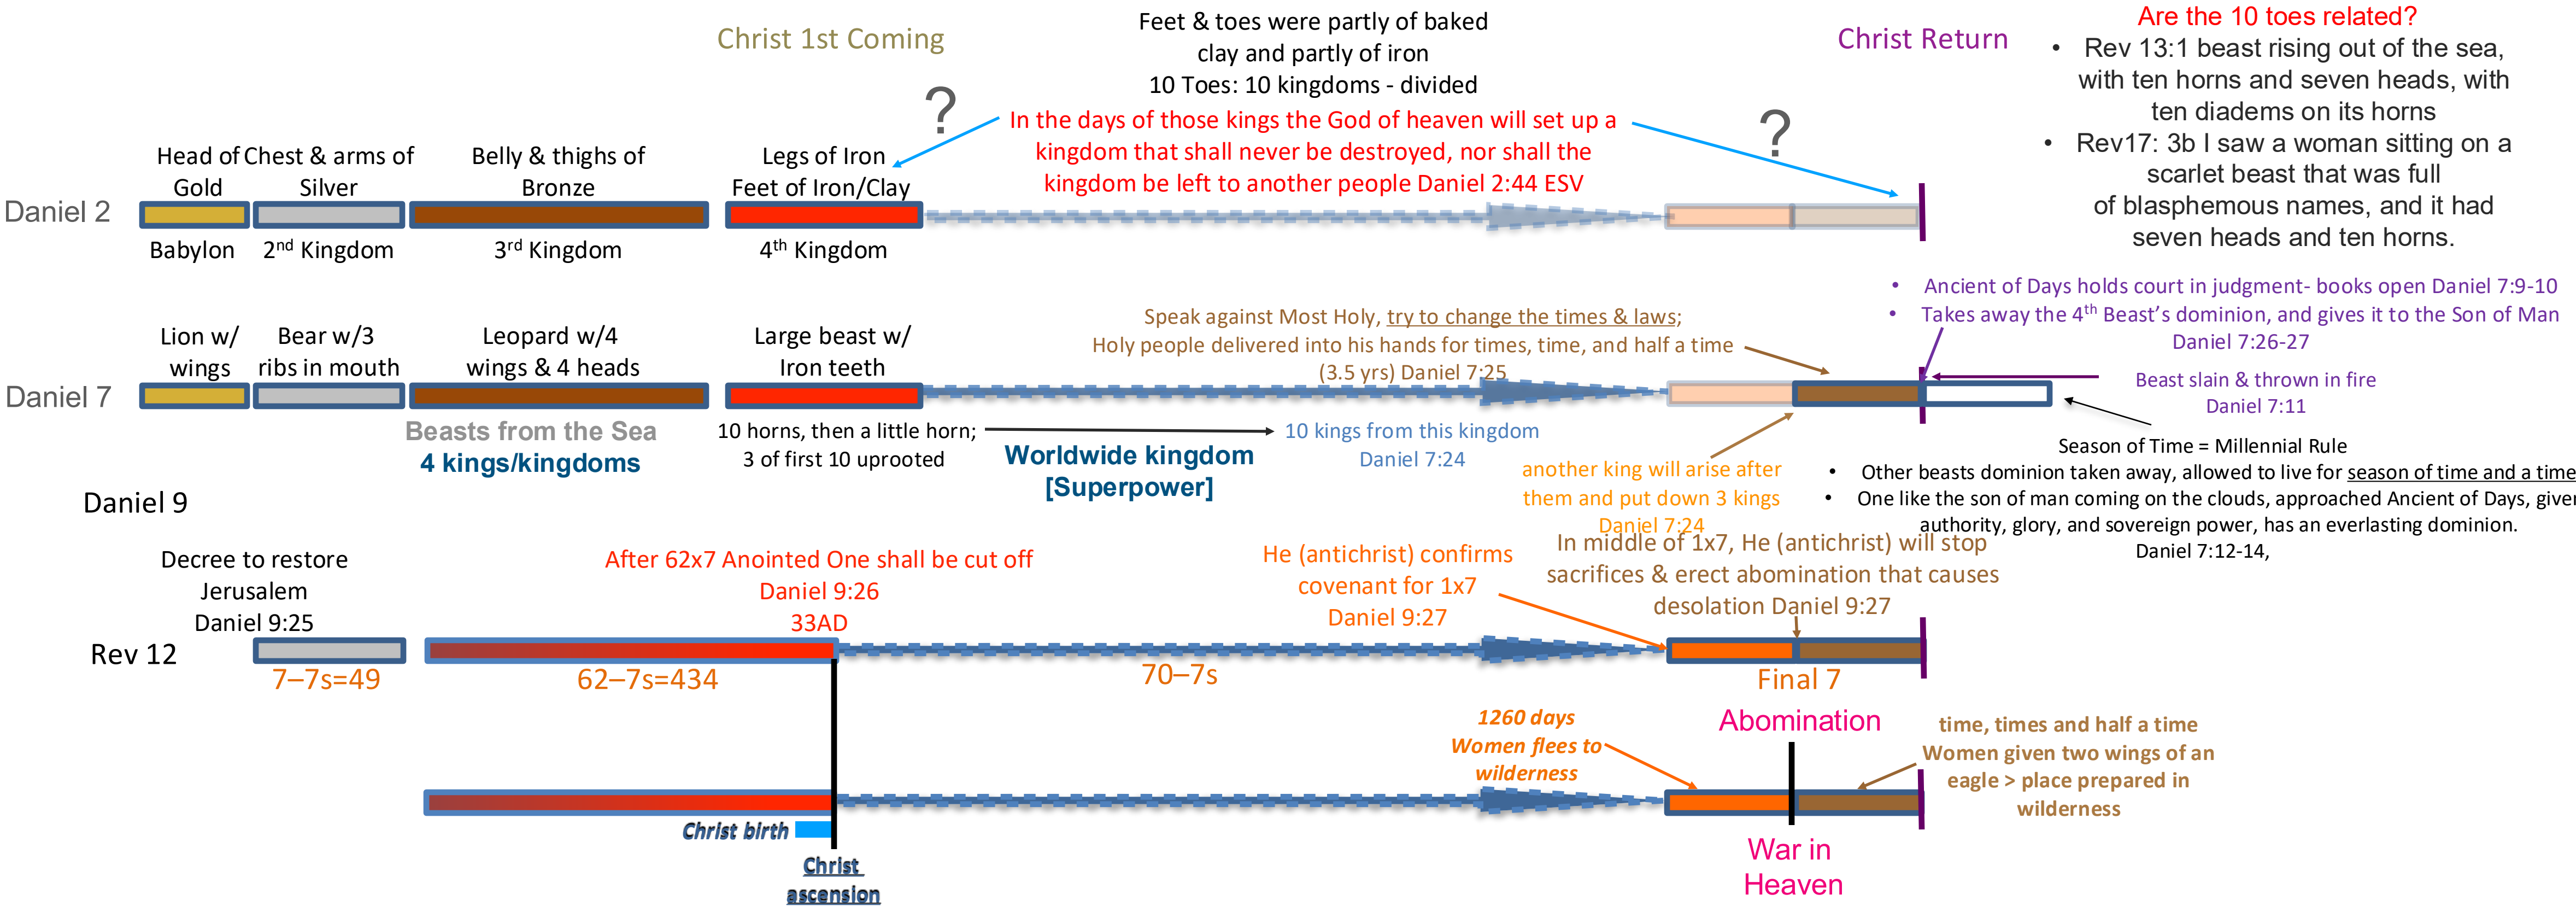 Christ 1st Coming
Feet & toes were partly of baked
clay and partly of iron
10 Toes: 10 kingdoms - divided
Christ Return
Are the 10 toes related?
• Rev 13:1 beast rising out of the sea,
with ten horns and seven heads, with
ten diadems on its horns
• Rev17: 3b I saw a woman sitting on a
scarlet beast that was full
of blasphemous names, and it had
seven heads and ten horns.
?
In the days of those kings the God of heaven will set up a
kingdom that shall never be destroyed, nor shall the
kingdom be left to another people Daniel 2:44 ESV
?
Daniel 2
Head of
Gold
Chest & arms of
Silver
Belly & thighs of
Bronze
Legs of Iron
Feet of Iron/Clay
Babylon
2nd Kingdom
3rd Kingdom
4th Kingdom
• Ancient of Days holds court in judgment- books open Daniel 7:9-10
• Takes away the 4th Beast's dominion, and gives it to the Son of Man
Daniel 7:26-27
Daniel 7
Lion w/
wings
Bear w/3
ribs in mouth
Leopard w/4
wings & 4 heads
Large beast w/
Iron teeth
Speak against Most Holy, try to change the times & laws;
Holy people delivered into his hands for times, time, and half a time
(3.5 yrs) Daniel 7:25
Beast slain & thrown in fire
Daniel 7:11
Beasts from the Sea
4 kings/kingdoms
10 horns, then a little horn;
3 of first 10 uprooted
Worldwide kingdom
[Superpower]
10 kings from this kingdom
Daniel 7:24
another king will arise after
them and put down 3 kings
Daniel 7:24
Season of Time = Millennial Rule
• Other beasts dominion taken away, allowed to live for season of time and a time
• One like the son of man coming on the clouds, approached Ancient of Days, given
authority, glory, and sovereign power, has an everlasting dominion.
Daniel 7:12-14,
Daniel 9
Decree to restore
Jerusalem
Daniel 9:25
After 62x7 Anointed One shall be cut off
Daniel 9:26
33AD
He (antichrist) confirms
covenant for 1x7
Daniel 9:27
In middle of 1x7, He (antichrist) will stop
sacrifices & erect abomination that causes
desolation Daniel 9:27
Rev 12
7–7s=49
62–7s=434
70–7s
Final 7
1260 days
Women flees to
wilderness
Abomination
time, times and half a time
Women given two wings of an
eagle > place prepared in
wilderness
Christ birth
Christ
ascension
War in
Heaven